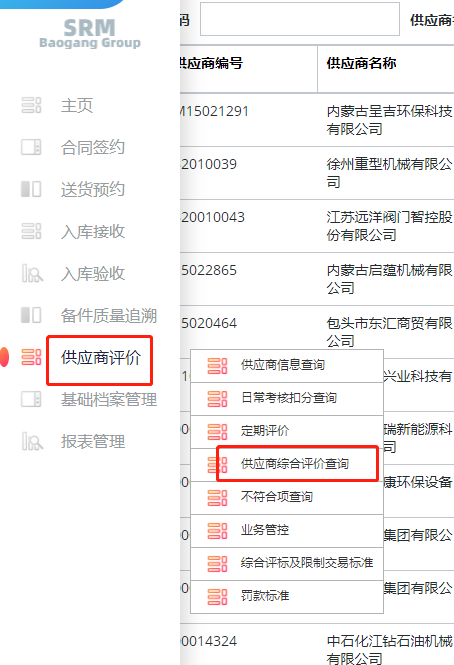 SRM
Baogang Group
主页
合同签约
送货预约
入库接收
入库验收
备件质量追溯
供应商评价
基础档案管理
报表管理
码
供应商
供应商编号
供应商名称
M15021291
内蒙古呈吉环保科技
有限公司
2010039
徐州重型机械有限公
司
20010043
江苏远洋阀门智控股
份有限公司
5022865
内蒙古启蕴机械有限
公司
5020464
包头市东汇商贸有限
公司
兴业科技有
瑞新能源科
司
康环保设备
集团有限公
集团有限公
00014324
中石化江钻石油机械
有限公司
供应商信息查询
日常考核扣分查询
定期评价
供应商综合评价查询
不符合项查询
业务管控
综合评标及限制交易标准
罚款标准